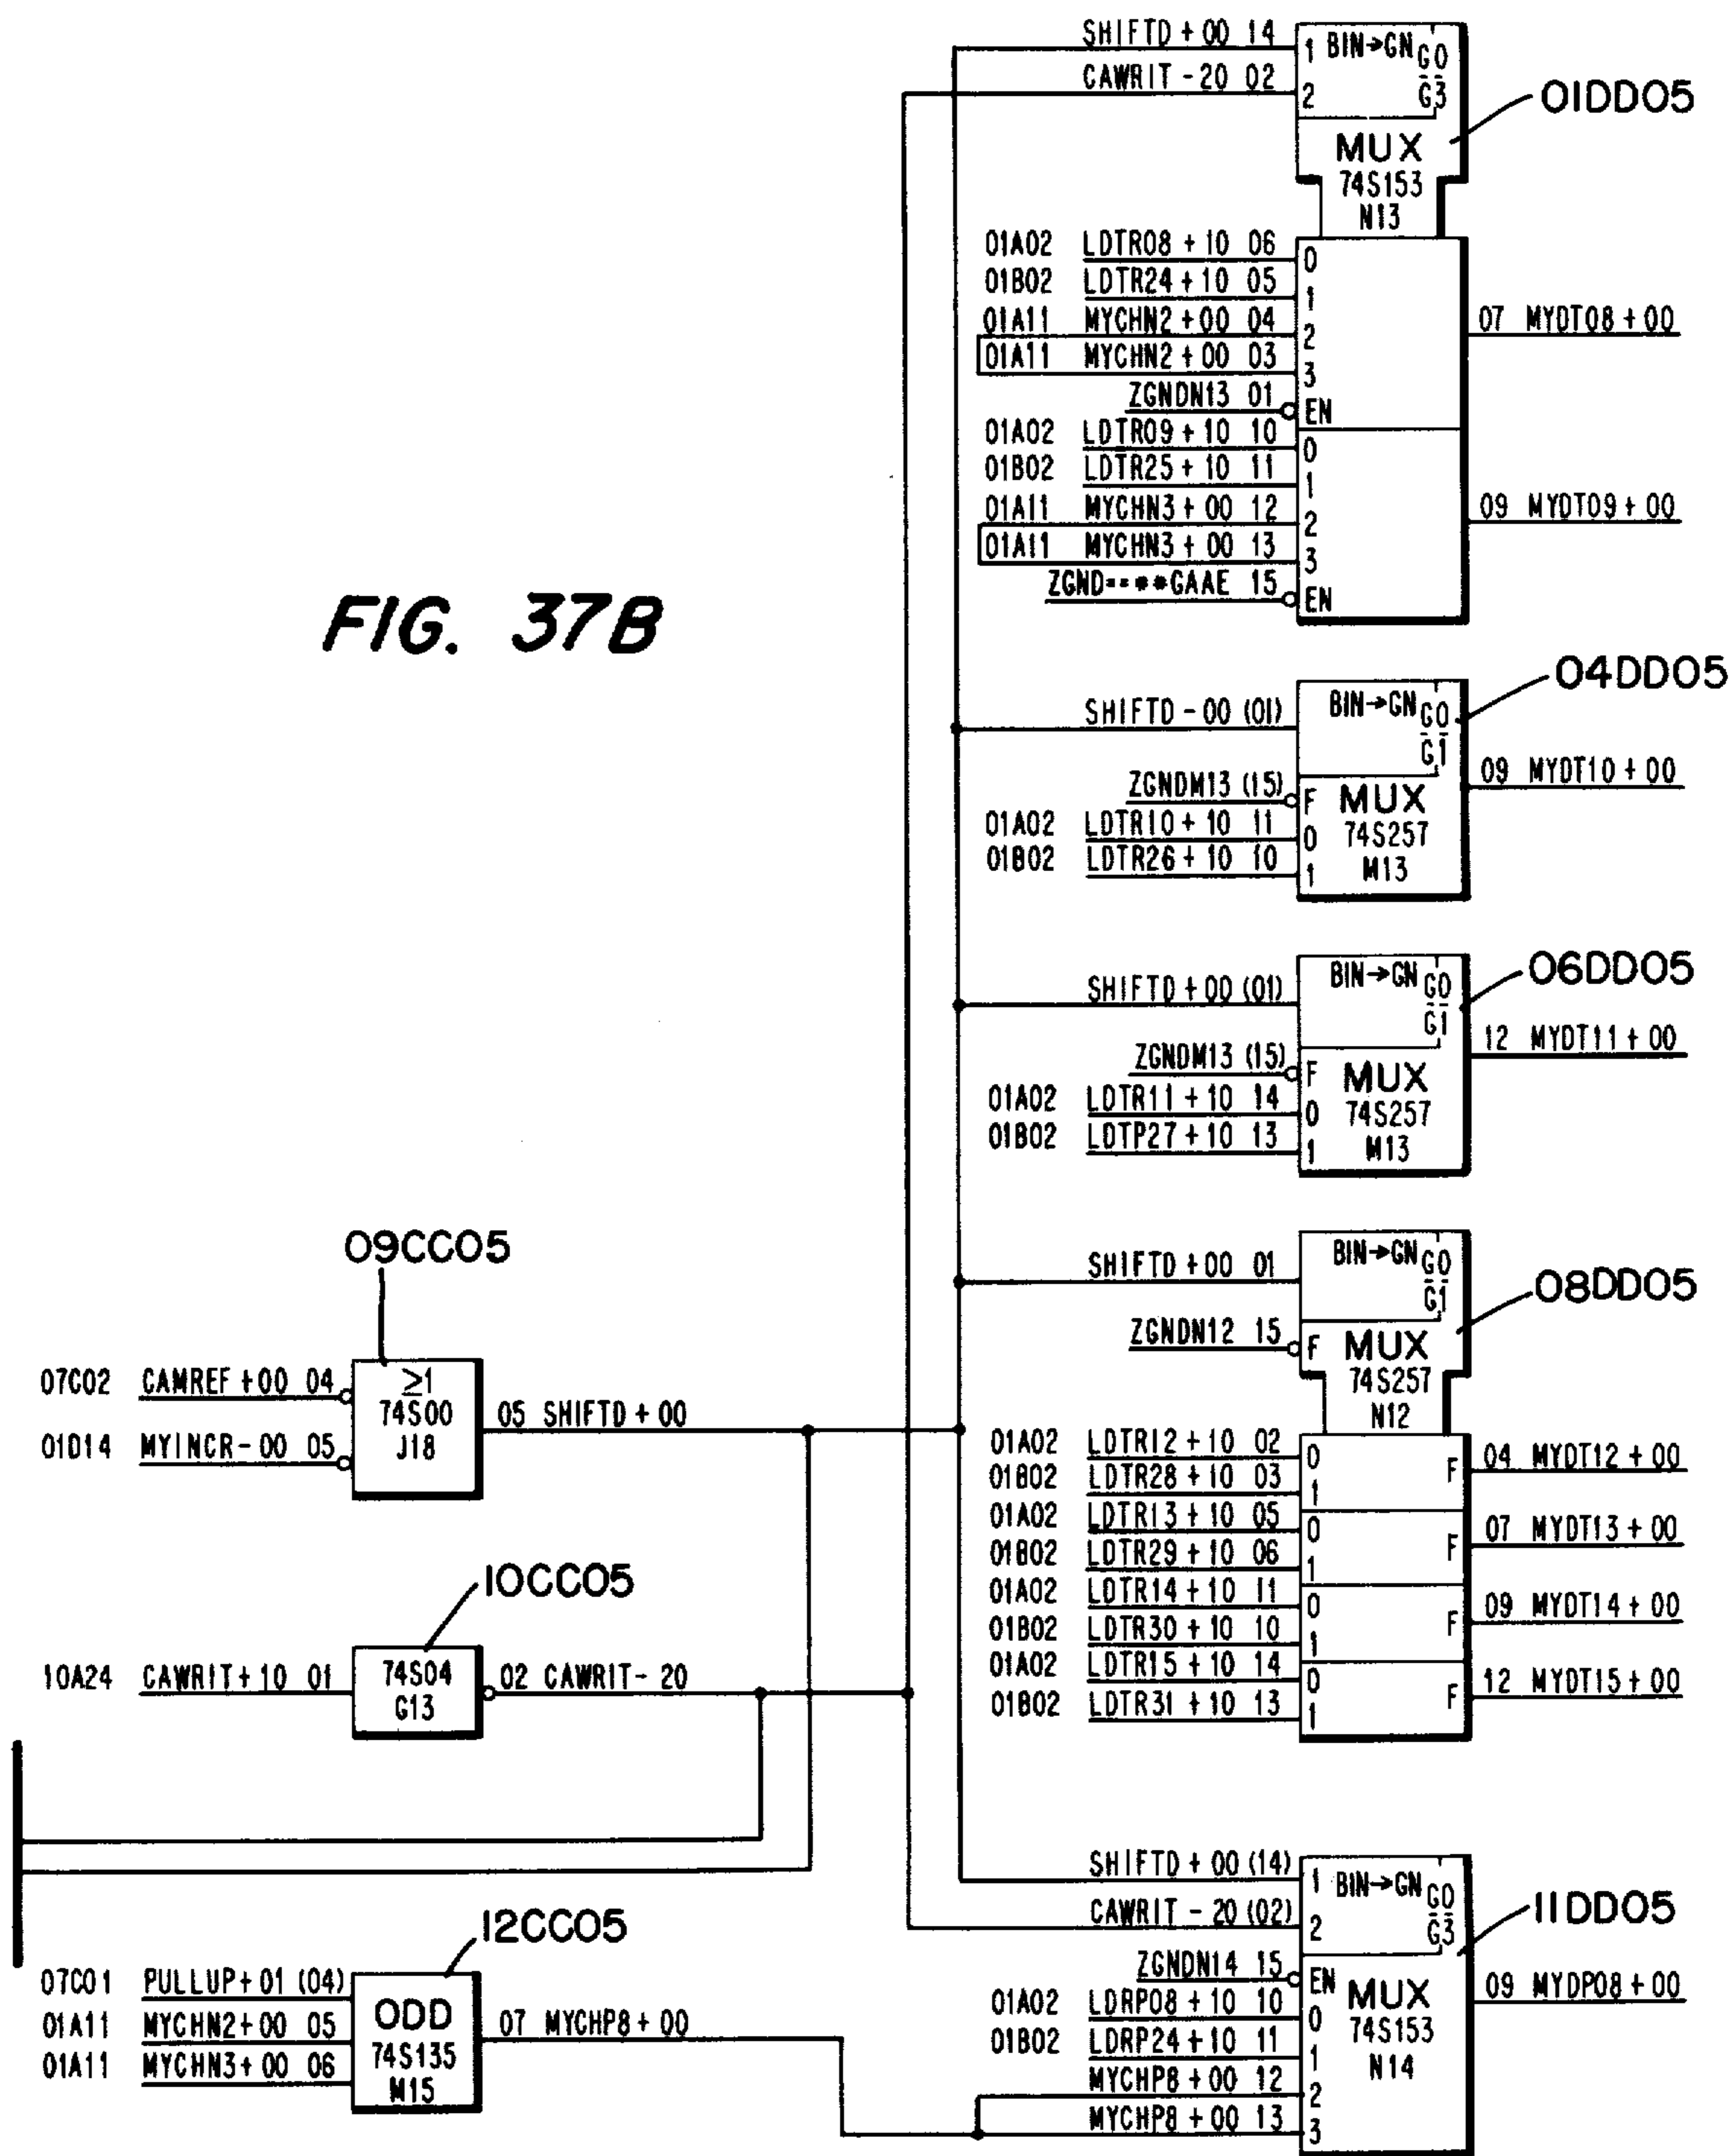 SHIFTD + 00 14
CAWRIT - 20 02
1 BIN→GN G0
2 G3
MUX
74S153
N13
01DD05
01A02 LDTR08 + 10 06 0
01B02 LDTR24 + 10 05 1
01A11 MYCHN2 + 00 04 2
01A11 MYCHN2 + 00 03 3
ZGNDN13 01 EN
07 MYDT08 + 00
01A02 LDTR09 + 10 10 0
01B02 LDTR25 + 10 11 1
01A11 MYCHN3 + 00 12 2
01A11 MYCHN3 + 00 13 3
ZGND****GAAE 15 EN
09 MYDT09 + 00
FIG. 37B
04DD05
SHIFTD - 00 (01)
BIN→GN G0
G1
ZGNDM13 (15) F
01A02 LDTR10 + 10 11 0
01B02 LDTR26 + 10 10 1
MUX
74S257
M13
09 MYDT10 + 00
06DD05
SHIFTD + 00 (01)
BIN→GN G0
G1
ZGNDM13 (15) F
01A02 LDTR11 + 10 14 0
01B02 LDTP27 + 10 13 1
MUX
74S257
M13
12 MYDT11 + 00
08DD05
SHIFTD + 00 01
BIN→GN G0
G1
ZGNDN12 15 F
MUX
74S257
N12
01A02 LDTR12 + 10 02 0
01B02 LDTR28 + 10 03 1
F 04 MYDT12 + 00
01A02 LDTR13 + 10 05 0
01B02 LDTR29 + 10 06 1
F 07 MYDT13 + 00
01A02 LDTR14 + 10 11 0
01B02 LDTR30 + 10 10 1
F 09 MYDT14 + 00
01A02 LDTR15 + 10 14 0
01B02 LDTR31 + 10 13 1
F 12 MYDT15 + 00
09CC05
07C02 CAMREF + 00 04
01D14 MYINCR - 00 05
≥1
74S00
J18
05 SHIFTD + 00
10CC05
10A24 CAWRIT + 10 01
74S04
G13
02 CAWRIT - 20
12CC05
07C01 PULLUP + 01 (04)
01A11 MYCHN2 + 00 05
01A11 MYCHN3 + 00 06
ODD
74S135
M15
07 MYCHP8 + 00
11DD05
SHIFTD + 00 (14)
CAWRIT - 20 (02)
1 BIN→GN G0
2 G3
ZGNDN14 15 EN
01A02 LDRP08 + 10 10 0
01B02 LDRP24 + 10 11 1
MYCHP8 + 00 12 2
MYCHP8 + 00 13 3
MUX
74S153
N14
09 MYDP08 + 00